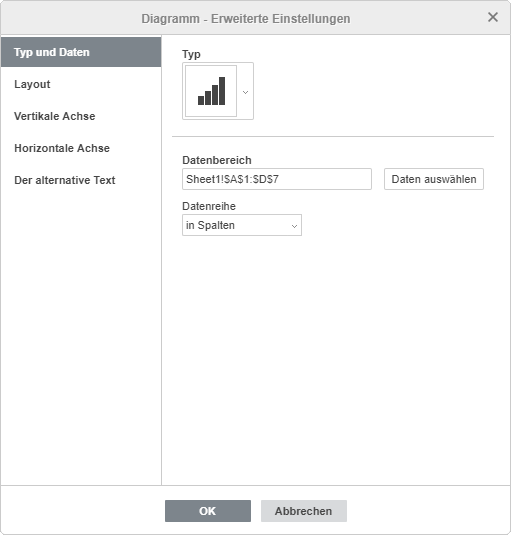 Diagramm - Erweiterte Einstellungen
Typ und Daten
Layout
Vertikale Achse
Horizontale Achse
Der alternative Text
Typ
Datenbereich
Sheet1!$A$1:$D$7
Daten auswählen
Datenreihe
in Spalten
OK
Abbrechen